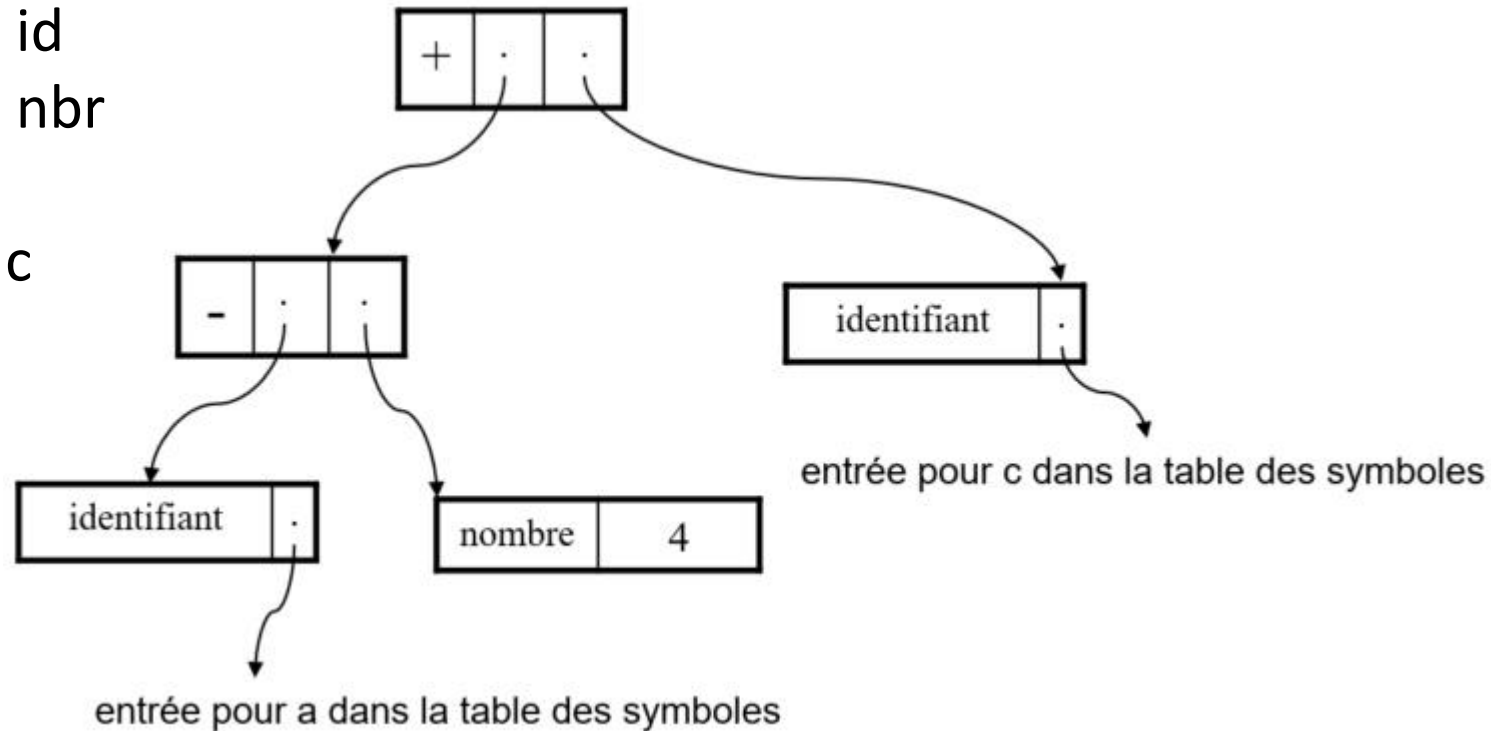 id
nbr
+ . .
c
- . .
identifiant .
identifiant .
nombre 4
entrée pour c dans la table des symboles
entrée pour a dans la table des symboles